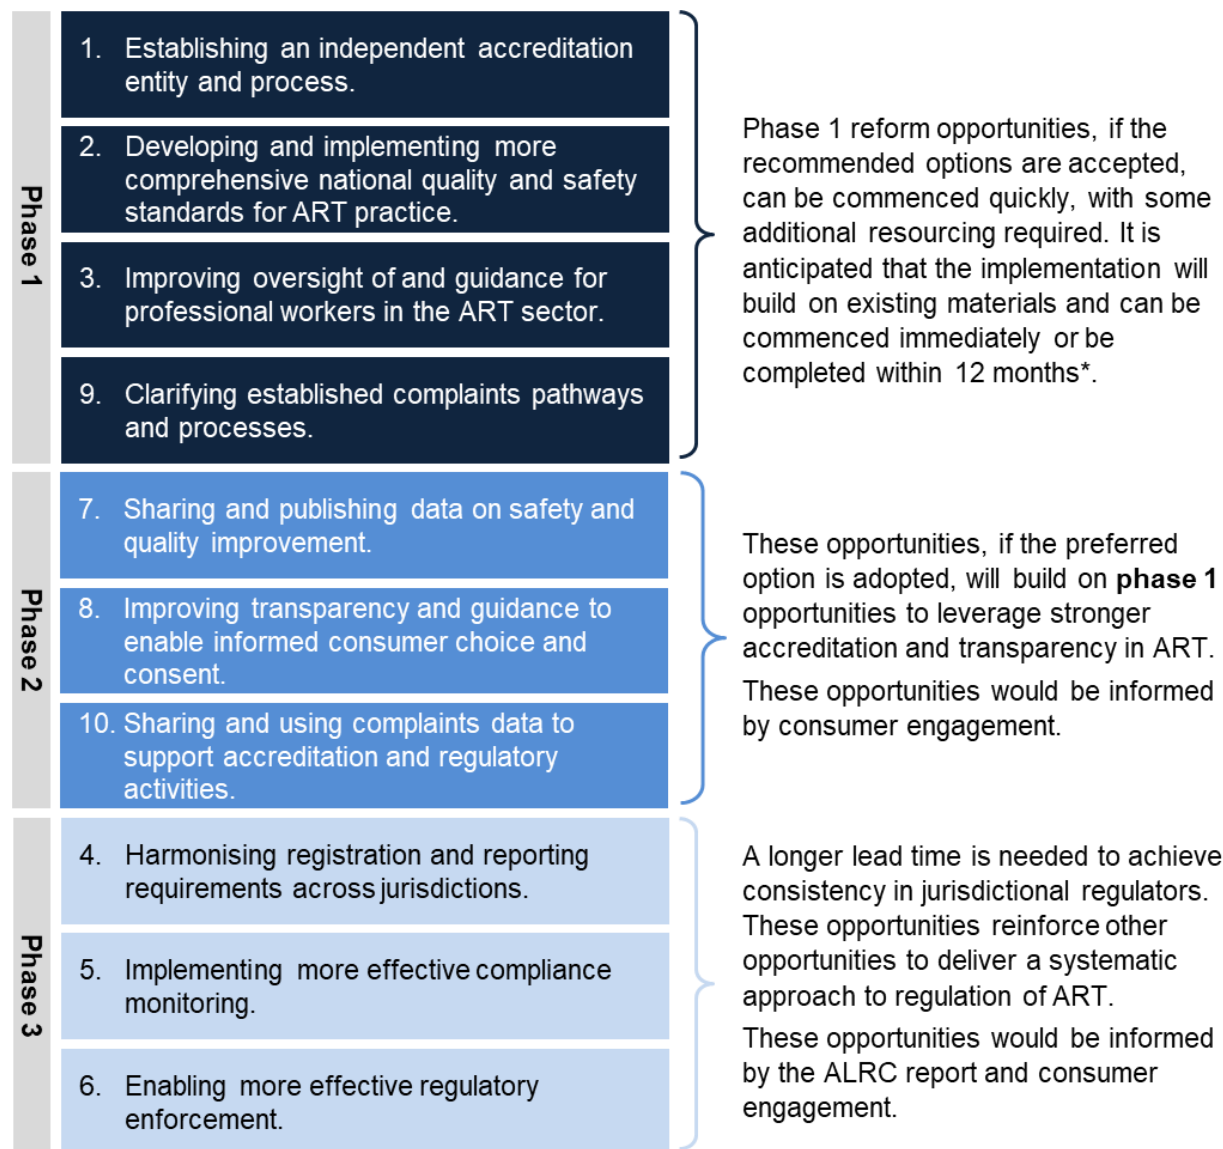 Phase 1
1. Establishing an independent accreditation
entity and process.
2. Developing and implementing more
comprehensive national quality and safety
standards for ART practice.
3. Improving oversight of and guidance for
professional workers in the ART sector.
9. Clarifying established complaints pathways
and processes.
Phase 1 reform opportunities, if the
recommended options are accepted,
can be commenced quickly, with some
additional resourcing required. It is
anticipated that the implementation will
build on existing materials and can be
commenced immediately or be
completed within 12 months*.
Phase 2
7. Sharing and publishing data on safety and
quality improvement.
8. Improving transparency and guidance to
enable informed consumer choice and
consent.
10. Sharing and using complaints data to
support accreditation and regulatory
activities.
These opportunities, if the preferred
option is adopted, will build on phase 1
opportunities to leverage stronger
accreditation and transparency in ART.
These opportunities would be informed
by consumer engagement.
Phase 3
4. Harmonising registration and reporting
requirements across jurisdictions.
5. Implementing more effective compliance
monitoring.
6. Enabling more effective regulatory
enforcement.
A longer lead time is needed to achieve
consistency in jurisdictional regulators.
These opportunities reinforce other
opportunities to deliver a systematic
approach to regulation of ART.
These opportunities would be informed
by the ALRC report and consumer
engagement.